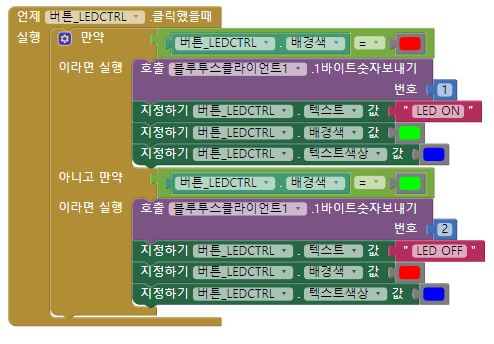 언제 버튼_LEDCTRL .클릭했을때
실행 만약 버튼_LEDCTRL . 배경색 =
이라면 실행 호출 블루투스클라이언트1 .1바이트숫자보내기
번호 1
지정하기 버튼_LEDCTRL . 텍스트 값 " LED ON "
지정하기 버튼_LEDCTRL . 배경색 값
지정하기 버튼_LEDCTRL . 텍스트색상 값
아니고 만약 버튼_LEDCTRL . 배경색 =
이라면 실행 호출 블루투스클라이언트1 .1바이트숫자보내기
번호 2
지정하기 버튼_LEDCTRL . 텍스트 값 " LED OFF "
지정하기 버튼_LEDCTRL . 배경색 값
지정하기 버튼_LEDCTRL . 텍스트색상 값